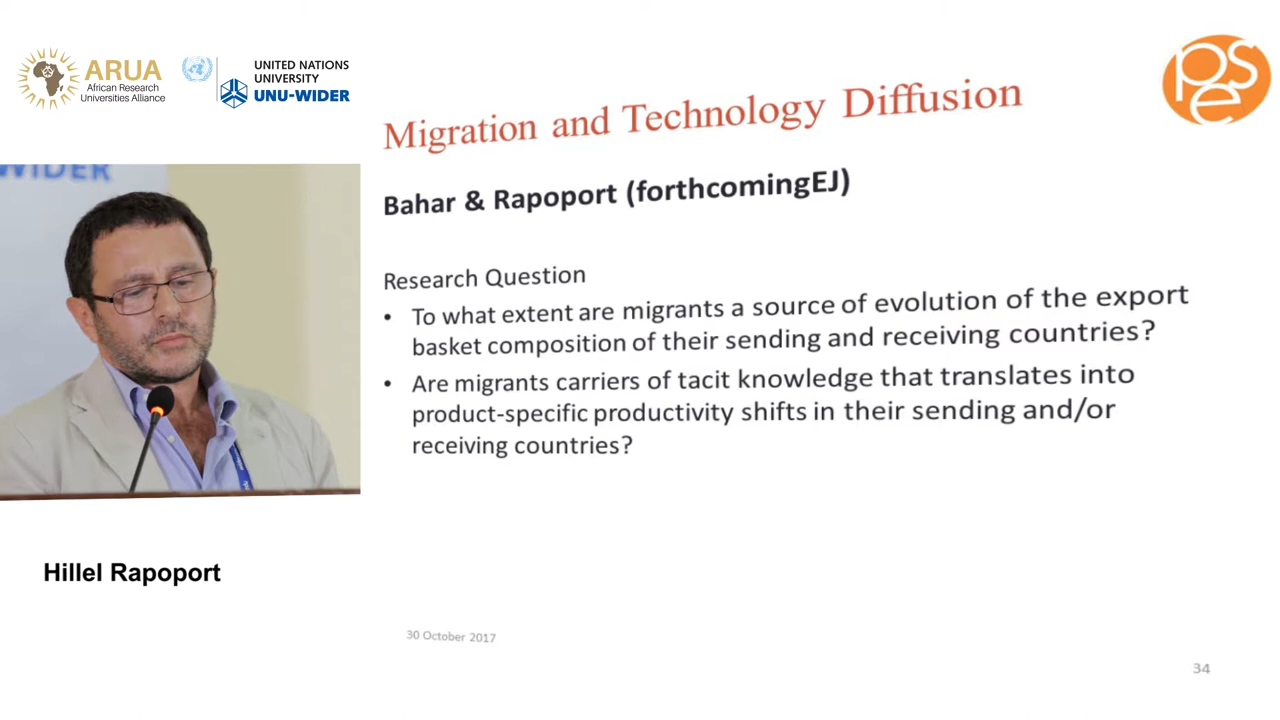 ARUA
African Research
Universities Alliance
UNITED NATIONS
UNIVERSITY
UNU-WIDER
pse
Migration and Technology Diffusion
Bahar & Rapoport (forthcomingEJ)
WIDER
Research Question
• To what extent are migrants a source of evolution of the export
basket composition of their sending and receiving countries?
• Are migrants carriers of tacit knowledge that translates into
product-specific productivity shifts in their sending and/or
receiving countries?
Hillel Rapoport
30 October 2017
34